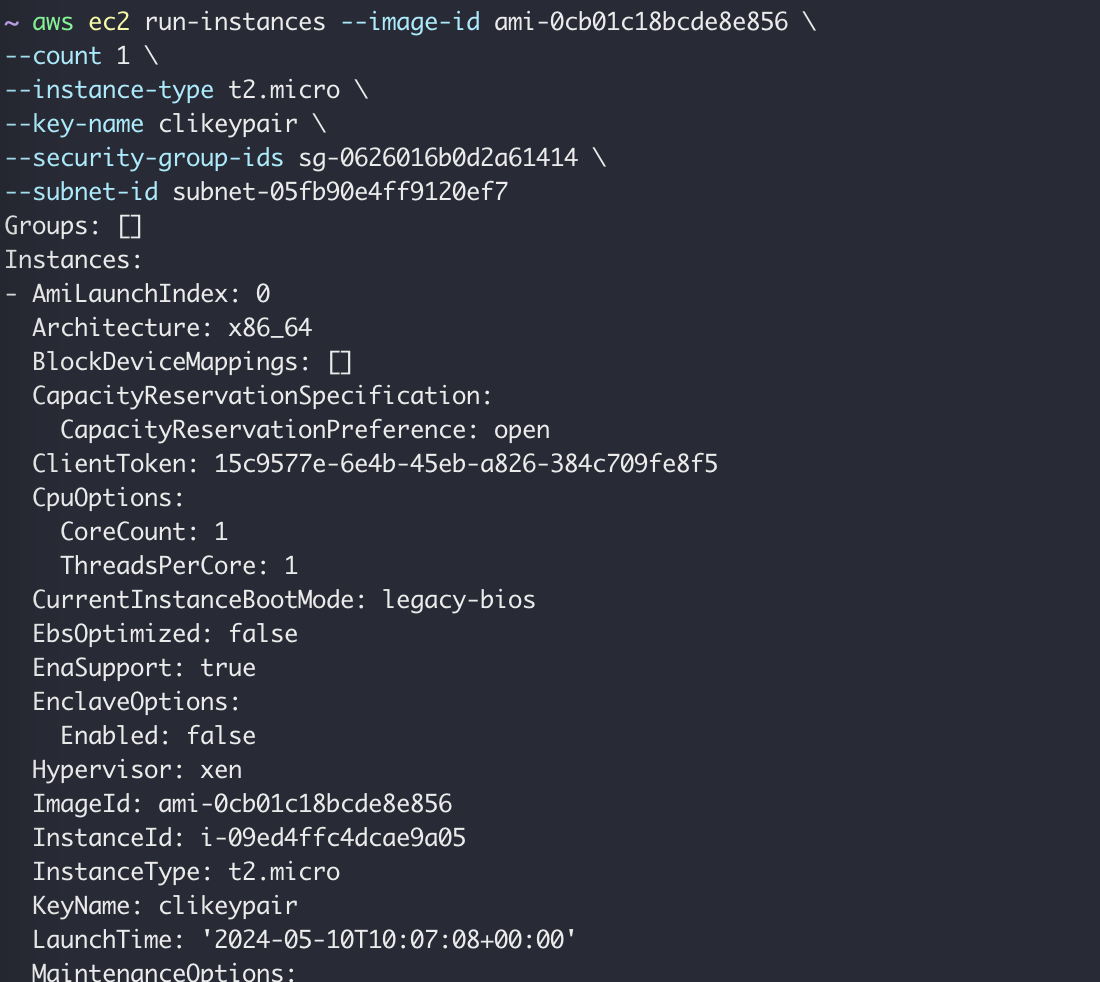 ~ aws ec2 run-instances --image-id ami-0cb01c18bcde8e856 \
--count 1 \
--instance-type t2.micro \
--key-name clikeypair \
--security-group-ids sg-0626016b0d2a61414 \
--subnet-id subnet-05fb90e4ff9120ef7
Groups: []
Instances:
- AmiLaunchIndex: 0
  Architecture: x86_64
  BlockDeviceMappings: []
  CapacityReservationSpecification:
    CapacityReservationPreference: open
  ClientToken: 15c9577e-6e4b-45eb-a826-384c709fe8f5
  CpuOptions:
    CoreCount: 1
    ThreadsPerCore: 1
  CurrentInstanceBootMode: legacy-bios
  EbsOptimized: false
  EnaSupport: true
  EnclaveOptions:
    Enabled: false
  Hypervisor: xen
  ImageId: ami-0cb01c18bcde8e856
  InstanceId: i-09ed4ffc4dcae9a05
  InstanceType: t2.micro
  KeyName: clikeypair
  LaunchTime: '2024-05-10T10:07:08+00:00'
  MaintenanceOptions: